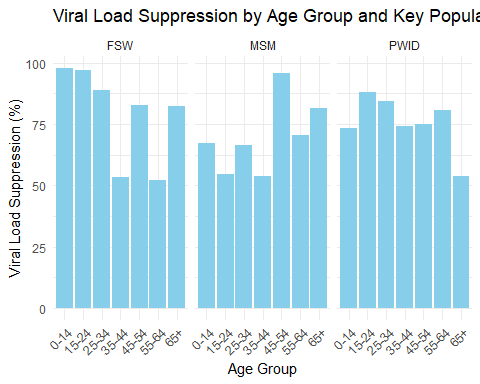 Viral Load Suppression by Age Group and Key Popula
FSW MSM PWID
100
75
50
25
0
Viral Load Suppression (%)
0-14 15-24 25-34 35-44 45-54 55-64 65+ 0-14 15-24 25-34 35-44 45-54 55-64 65+ 0-14 15-24 25-34 35-44 45-54 55-64 65+
Age Group